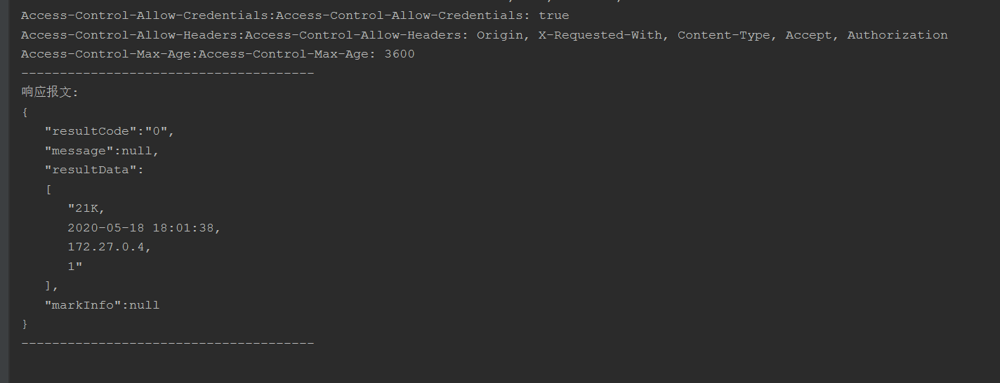 Access-Control-Allow-Credentials:Access-Control-Allow-Credentials: true
Access-Control-Allow-Headers:Access-Control-Allow-Headers: Origin, X-Requested-With, Content-Type, Accept, Authorization
Access-Control-Max-Age:Access-Control-Max-Age: 3600
--------------------------------------
响应报文:
{
   "resultCode":"0",
   "message":null,
   "resultData":
   [
      "21K,
      2020-05-18 18:01:38,
      172.27.0.4,
      1"
   ],
   "markInfo":null
}
--------------------------------------